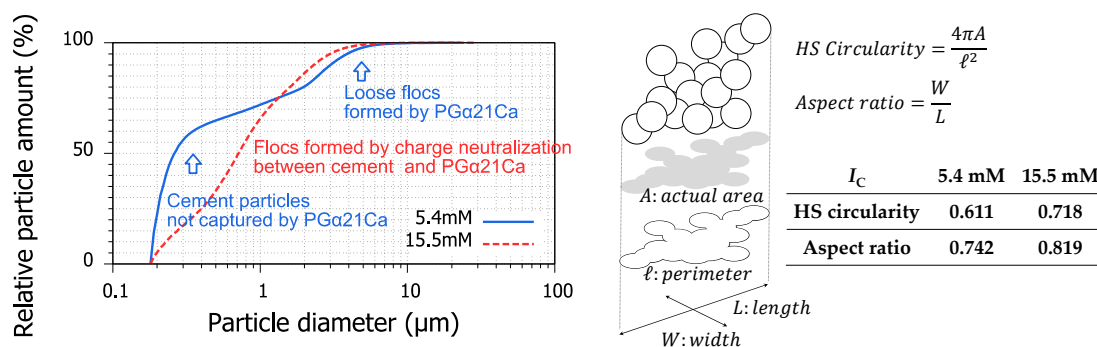 Relative particle amount (%)
100
50
0
0.1
1
10
100
Particle diameter (μm)
Loose flocs
formed by PGα21Ca
Flocs formed by charge neutralization
between cement and PGα21Ca
Cement particles
not captured by PGα21Ca
5.4mM
15.5mM
A: actual area
ℓ: perimeter
L: length
W: width
HS Circularity = 4πA/ℓ²
Aspect ratio = W/L
I_C 5.4 mM 15.5 mM
HS circularity 0.611 0.718
Aspect ratio 0.742 0.819